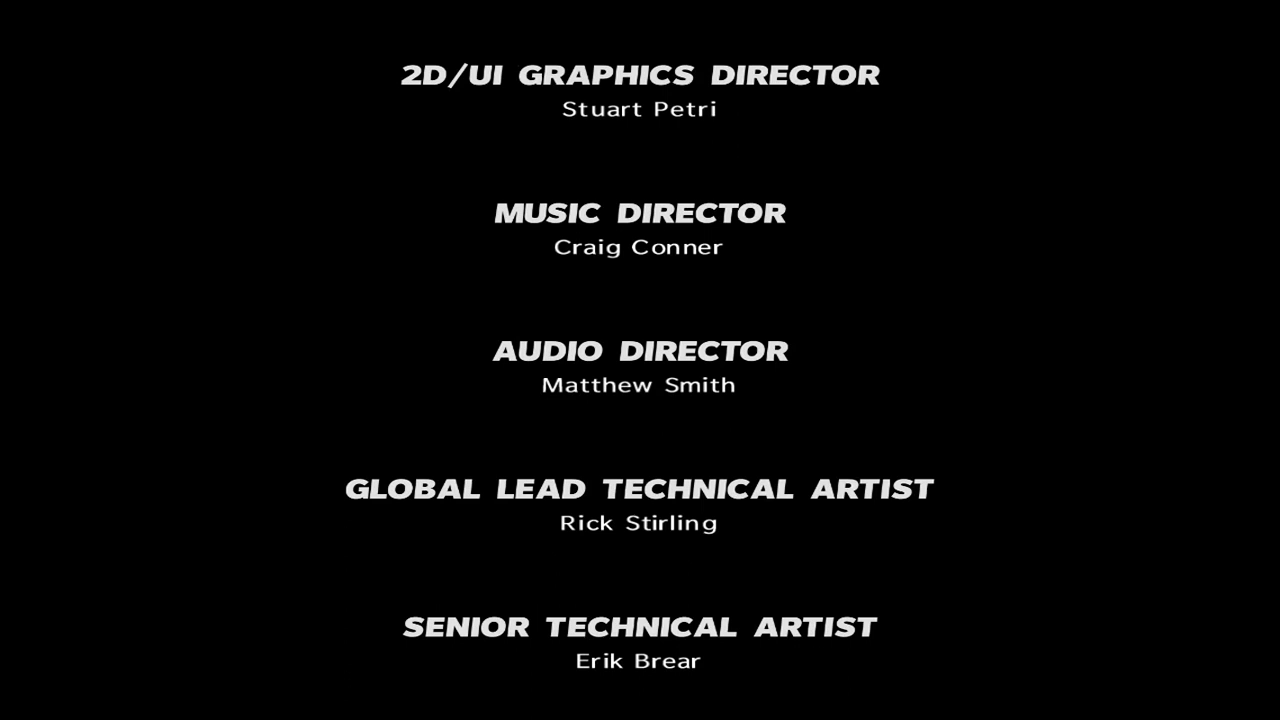 2D/UI GRAPHICS DIRECTOR
Stuart Petri
MUSIC DIRECTOR
Craig Conner
AUDIO DIRECTOR
Matthew Smith
GLOBAL LEAD TECHNICAL ARTIST
Rick Stirling
SENIOR TECHNICAL ARTIST
Erik Brear